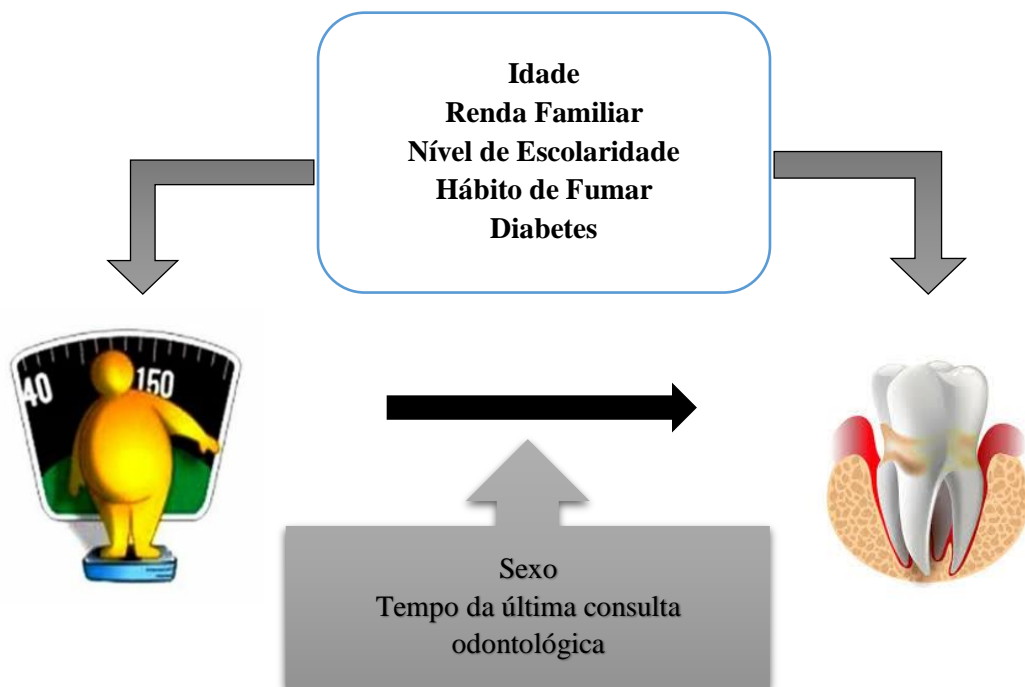 Idade
Renda Familiar
Nível de Escolaridade
Hábito de Fumar
Diabetes
40
150
Sexo
Tempo da última consulta
odontológica